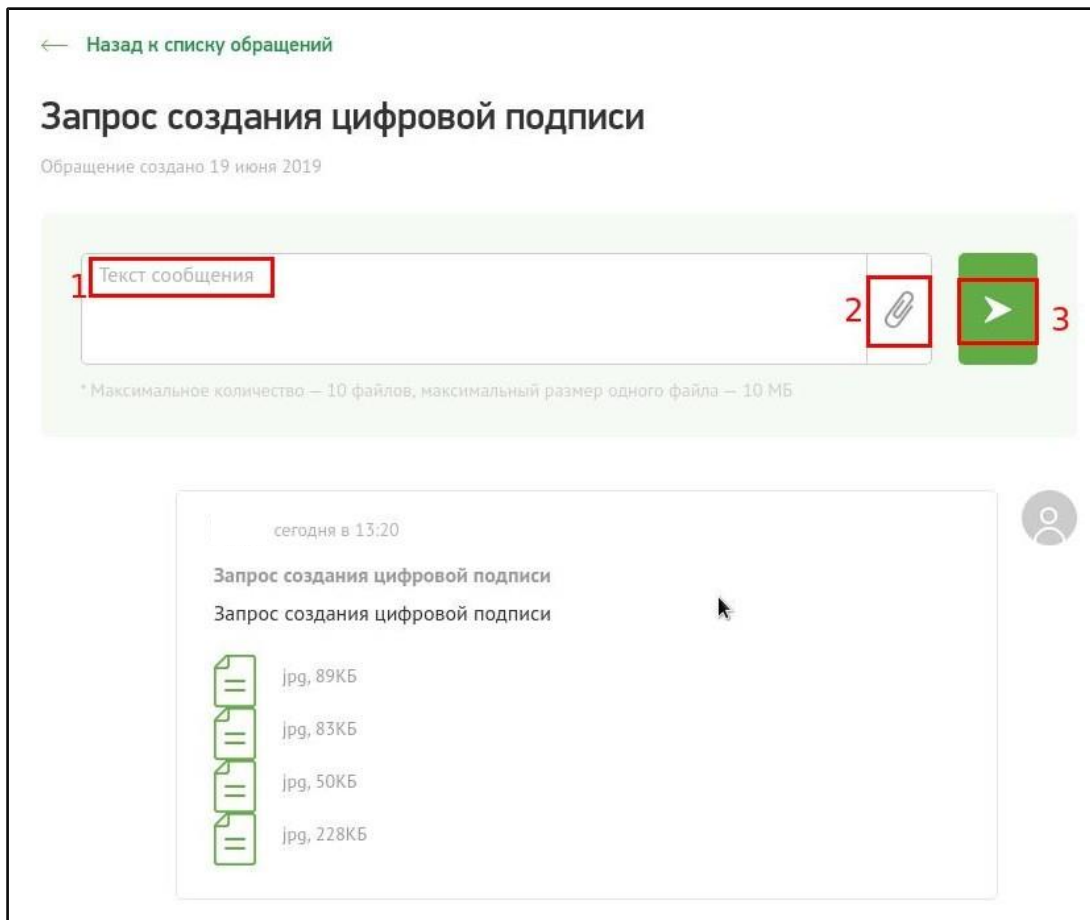 Назад к списку обращений
Запрос создания цифровой подписи
Обращение создано 19 июня 2019
1 Текст сообщения
2
3
* Максимальное количество — 10 файлов, максимальный размер одного файла — 10 МБ
сегодня в 13:20
Запрос создания цифровой подписи
Запрос создания цифровой подписи
jpg, 89КБ
jpg, 83КБ
jpg, 50КБ
jpg, 228КБ